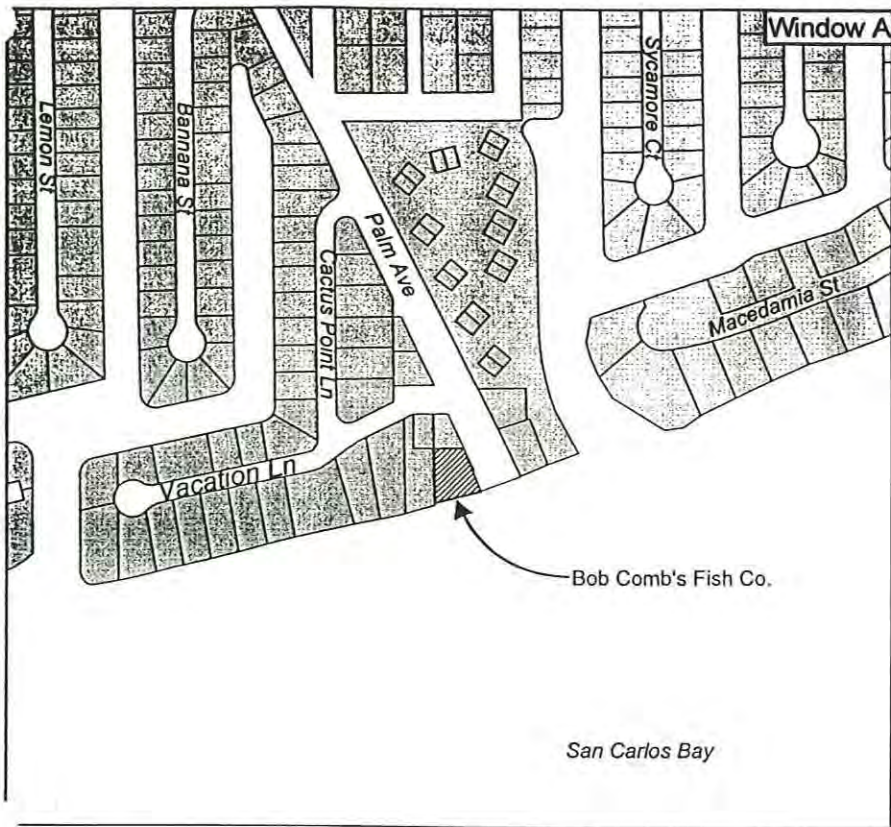 Window A
Lemon St
Bannana St
Sycamore Ct
Palm Ave
Cactus Point Ln
Macedamia St
Vacation Ln
Bob Comb's Fish Co.
San Carlos Bay